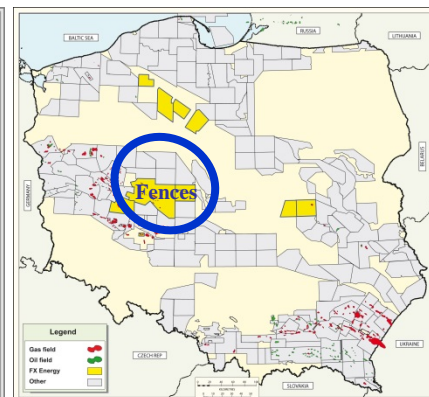 BALTIC SEA
RUSSIA
LITHUANIA
BELARUS
GERMANY
Fences
UKRAINE
CZECH REP
SLOVAKIA
Legend
Gas field
Oil field
FX Energy
Other